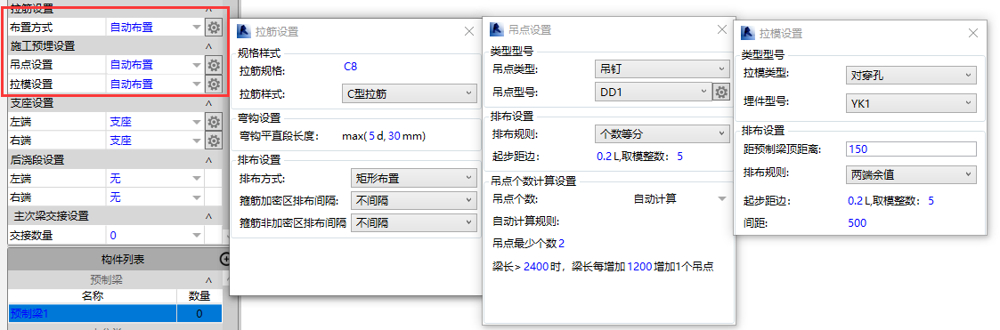 拉筋设置
布置方式 自动布置
施工预埋设置
吊点设置 自动布置
拉模设置 自动布置
支座设置
左端 支座
右端 支座
后浇段设置
左端 无
右端 无
主次梁交接设置
交接数量 0
构件列表
预制梁
名称 数量
预制梁1 0
拉筋设置
规格样式
拉筋规格: C8
拉筋样式: C型拉筋
弯钩设置
弯钩平直段长度: max(5d,30mm)
排布设置
排布方式: 矩形布置
箍筋加密区排布间隔: 不间隔
箍筋非加密区排布间隔 不间隔
吊点设置
类型型号
吊点类型: 吊钉
吊点型号: DD1
排布设置
排布规则: 个数等分
起步距边: 0.2L,取模整数: 5
吊点个数计算设置
吊点个数: 自动计算
自动计算规则:
吊点最少个数2
梁长> 2400时，梁长每增加1200增加1个吊点
拉模设置
类型型号
拉模类型: 对穿孔
埋件型号: YK1
排布设置
距预制梁顶距离: 150
排布规则: 两端余值
起步距边: 0.2L,取模整数: 5
间距: 500